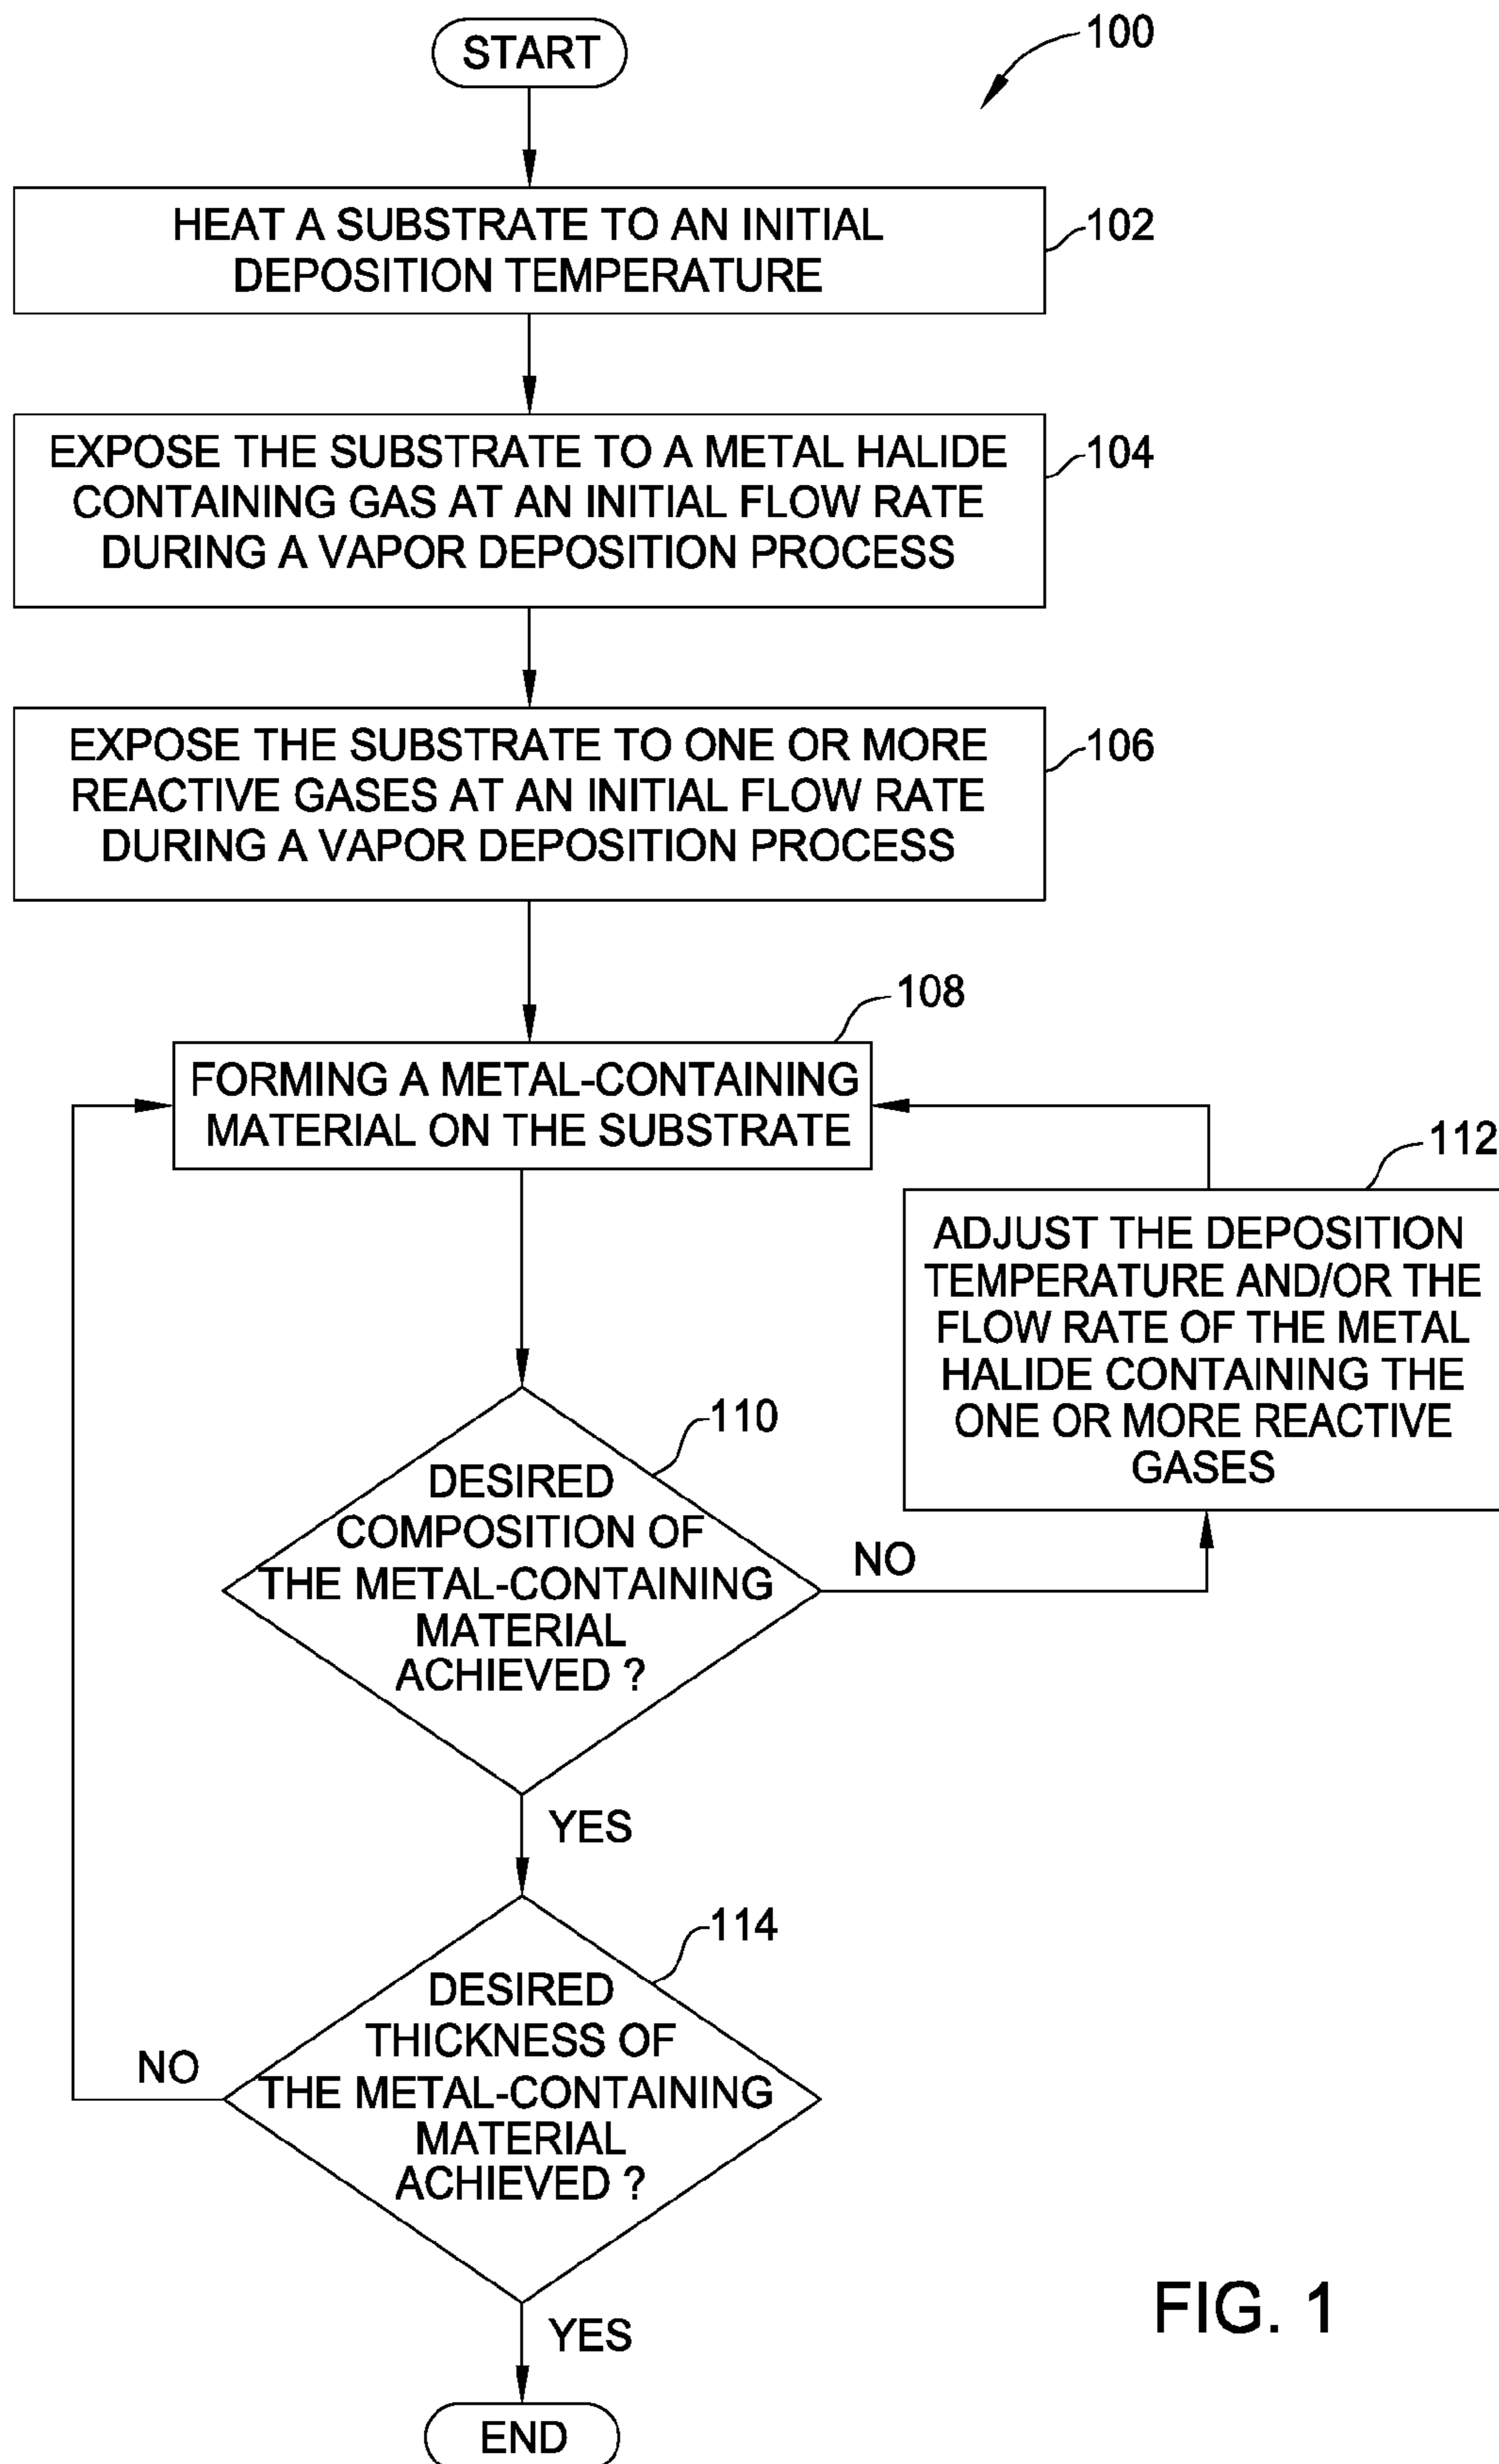 START
100
HEAT A SUBSTRATE TO AN INITIAL
DEPOSITION TEMPERATURE
102
EXPOSE THE SUBSTRATE TO A METAL HALIDE
CONTAINING GAS AT AN INITIAL FLOW RATE
DURING A VAPOR DEPOSITION PROCESS
104
EXPOSE THE SUBSTRATE TO ONE OR MORE
REACTIVE GASES AT AN INITIAL FLOW RATE
DURING A VAPOR DEPOSITION PROCESS
106
108
FORMING A METAL-CONTAINING
MATERIAL ON THE SUBSTRATE
112
ADJUST THE DEPOSITION
TEMPERATURE AND/OR THE
FLOW RATE OF THE METAL
HALIDE CONTAINING THE
ONE OR MORE REACTIVE
GASES
110
DESIRED
COMPOSITION OF
THE METAL-CONTAINING
MATERIAL
ACHIEVED ?
NO
YES
114
DESIRED
THICKNESS OF
THE METAL-CONTAINING
MATERIAL
ACHIEVED ?
NO
YES
END
FIG. 1